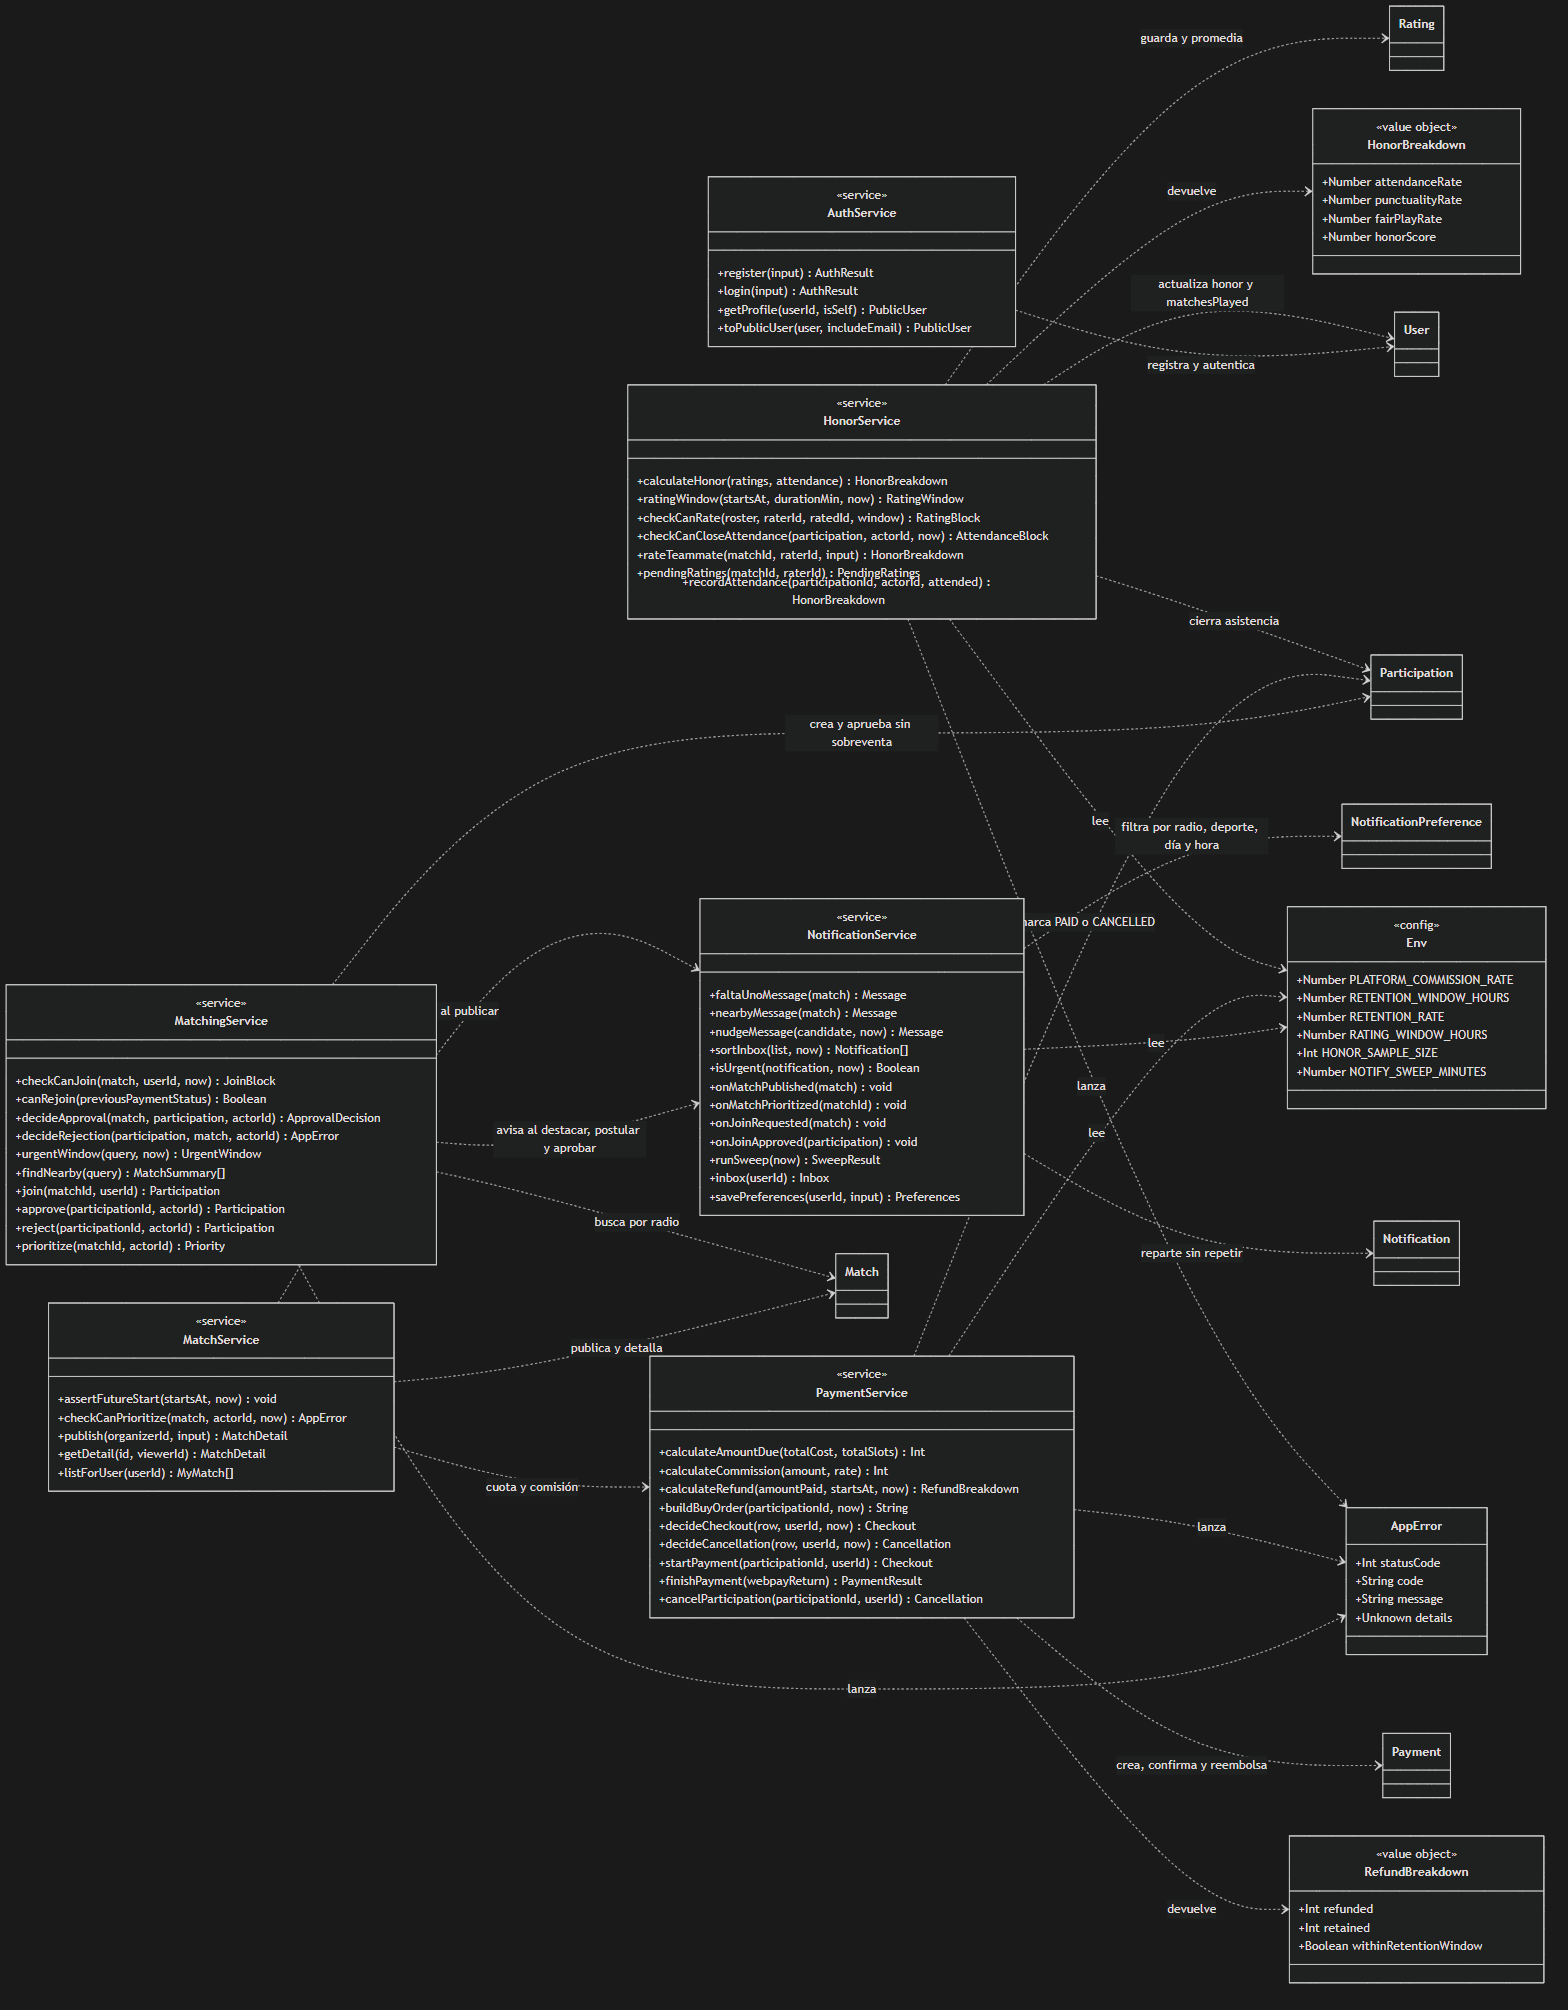 Rating
guarda y promedia
«value object»
HonorBreakdown
+Number attendanceRate
+Number punctualityRate
+Number fairPlayRate
+Number honorScore
devuelve
«service»
AuthService
+register(input) : AuthResult
+login(input) : AuthResult
+getProfile(userId, isSelf) : PublicUser
+toPublicUser(user, includeEmail) : PublicUser
actualiza honor y
matchesPlayed
User
registra y autentica
«service»
HonorService
+calculateHonor(ratings, attendance) : HonorBreakdown
+ratingWindow(startsAt, durationMin, now) : RatingWindow
+checkCanRate(roster, raterId, ratedId, window) : RatingBlock
+checkCanCloseAttendance(participation, actorId, now) : AttendanceBlock
+rateTeammate(matchId, raterId, input) : HonorBreakdown
+pendingRatings(matchId, raterId) : PendingRatings
+recordAttendance(participationId, actorId, attended) :
HonorBreakdown
cierra asistencia
Participation
crea y aprueba sin
sobreventa
lee
filtra por radio, deporte,
día y hora
NotificationPreference
«service»
NotificationService
+faltaUnoMessage(match) : Message
+nearbyMessage(match) : Message
+nudgeMessage(candidate, now) : Message
+sortInbox(list, now) : Notification[]
+isUrgent(notification, now) : Boolean
+onMatchPublished(match) : void
+onMatchPrioritized(matchId) : void
+onJoinRequested(match) : void
+onJoinApproved(participation) : void
+runSweep(now) : SweepResult
+inbox(userId) : Inbox
+savePreferences(userId, input) : Preferences
PAID o CANCELLED
«config»
Env
+Number PLATFORM_COMMISSION_RATE
+Number RETENTION_WINDOW_HOURS
+Number RETENTION_RATE
+Number RATING_WINDOW_HOURS
+Int HONOR_SAMPLE_SIZE
+Number NOTIFY_SWEEP_MINUTES
«service»
MatchingService
+checkCanJoin(match, userId, now) : JoinBlock
+canRejoin(previousPaymentStatus) : Boolean
+decideApproval(match, participation, actorId) : ApprovalDecision
+decideRejection(participation, match, actorId) : AppError
+urgentWindow(query, now) : UrgentWindow
+findNearby(query) : MatchSummary[]
+join(matchId, userId) : Participation
+approve(participationId, actorId) : Participation
+reject(participationId, actorId) : Participation
+prioritize(matchId, actorId) : Priority
al publicar
lee
lanza
avisa al destacar, postular
y aprobar
lee
busca por radio
reparte sin repetir
Notification
Match
«service»
MatchService
+assertFutureStart(startsAt, now) : void
+checkCanPrioritize(match, actorId, now) : AppError
+publish(organizerId, input) : MatchDetail
+getDetail(id, viewerId) : MatchDetail
+listForUser(userId) : MyMatch[]
publica y detalla
cuota y comisión
«service»
PaymentService
+calculateAmountDue(totalCost, totalSlots) : Int
+calculateCommission(amount, rate) : Int
+calculateRefund(amountPaid, startsAt, now) : RefundBreakdown
+buildBuyOrder(participationId, now) : String
+decideCheckout(row, userId, now) : Checkout
+decideCancellation(row, userId, now) : Cancellation
+startPayment(participationId, userId) : Checkout
+finishPayment(webpayReturn) : PaymentResult
+cancelParticipation(participationId, userId) : Cancellation
lanza
AppError
+Int statusCode
+String code
+String message
+Unknown details
lanza
crea, confirma y reembolsa
Payment
devuelve
«value object»
RefundBreakdown
+Int refunded
+Int retained
+Boolean withinRetentionWindow